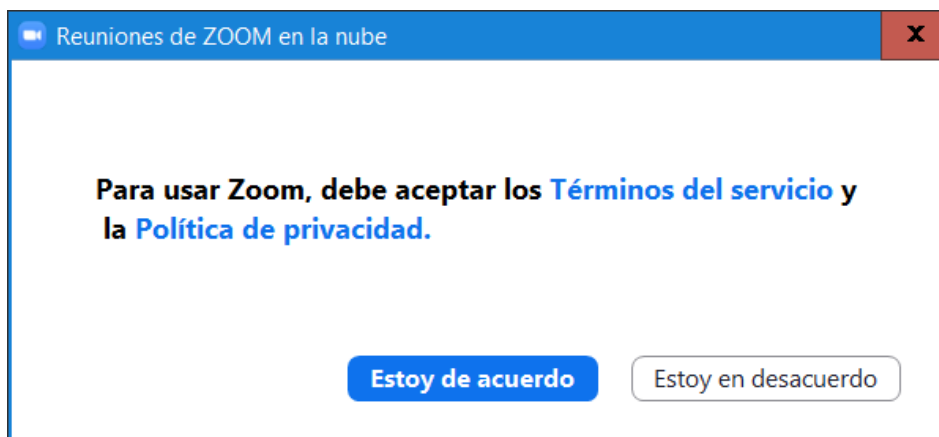 Reuniones de ZOOM en la nube
X
Para usar Zoom, debe aceptar los Términos del servicio y
la Política de privacidad.
Estoy de acuerdo
Estoy en desacuerdo